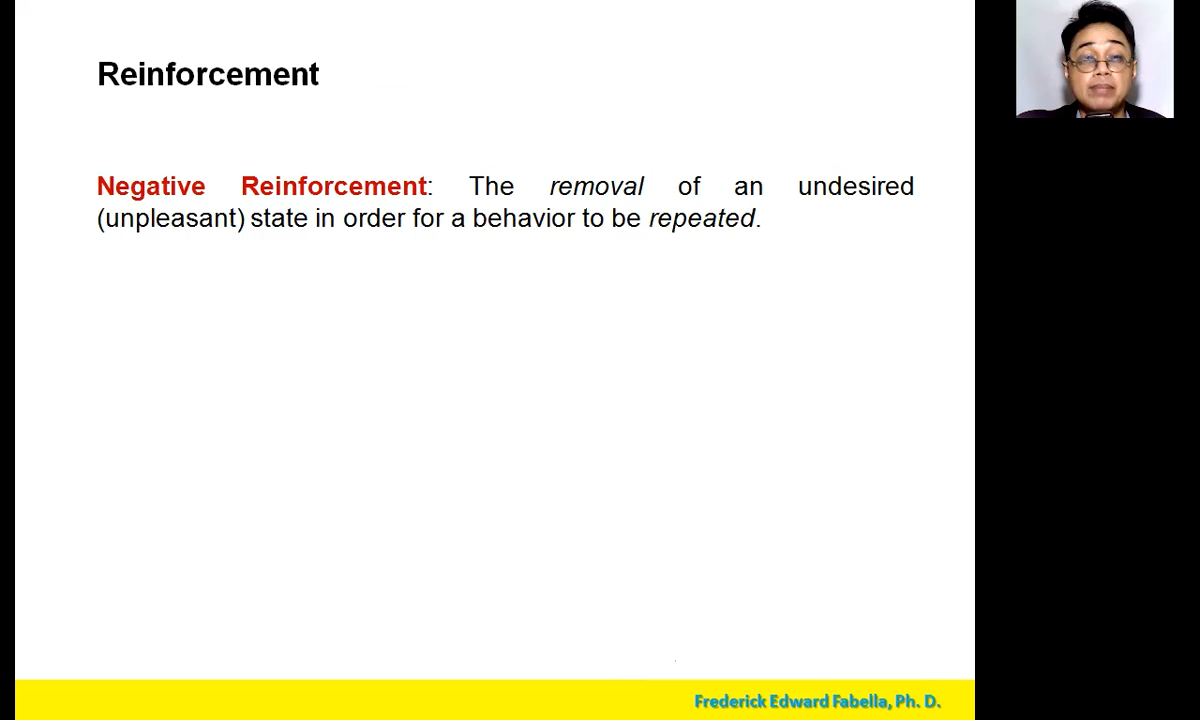 Reinforcement
Negative Reinforcement: The removal of an undesired
(unpleasant) state in order for a behavior to be repeated.
Frederick Edward Fabella, Ph. D.